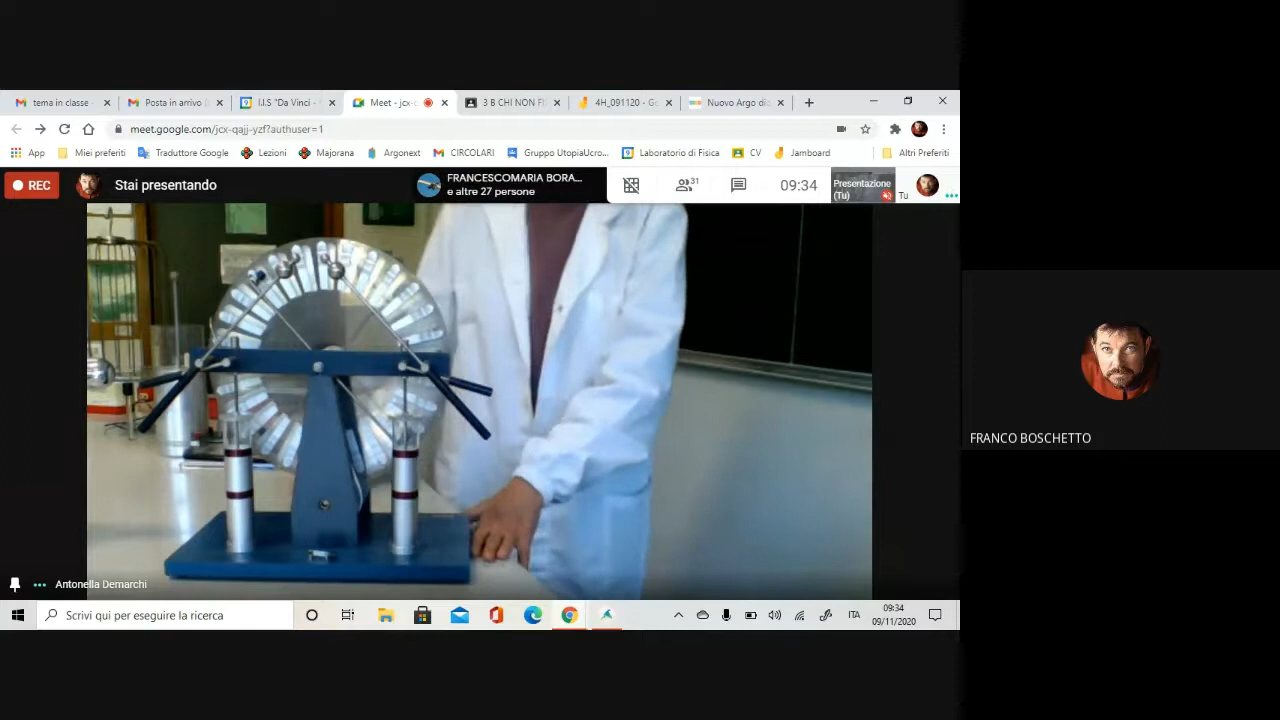 tema in classe -
Posta in arrivo (
I.I.S "Da Vinci -
Meet - jcx-q
3 B CHI NON FI
4H_091120 - G
Nuovo Argo di
meet.google.com/jcx-qajj-yzf?authuser=1
App
Miei preferiti
Traduttore Google
Lezioni
Majorana
Argonext
CIRCOLARI
Gruppo UtopiaUcro...
Laboratorio di Fisica
CV
Jamboard
Altri Preferiti
REC
Stai presentando
FRANCESCOMARIA BORA...
e altre 27 persone
31
09:34
Presentazione
(Tu)
Tu
FRANCO BOSCHETTO
Antonella Demarchi
Scrivi qui per eseguire la ricerca
ITA
09:34
09/11/2020